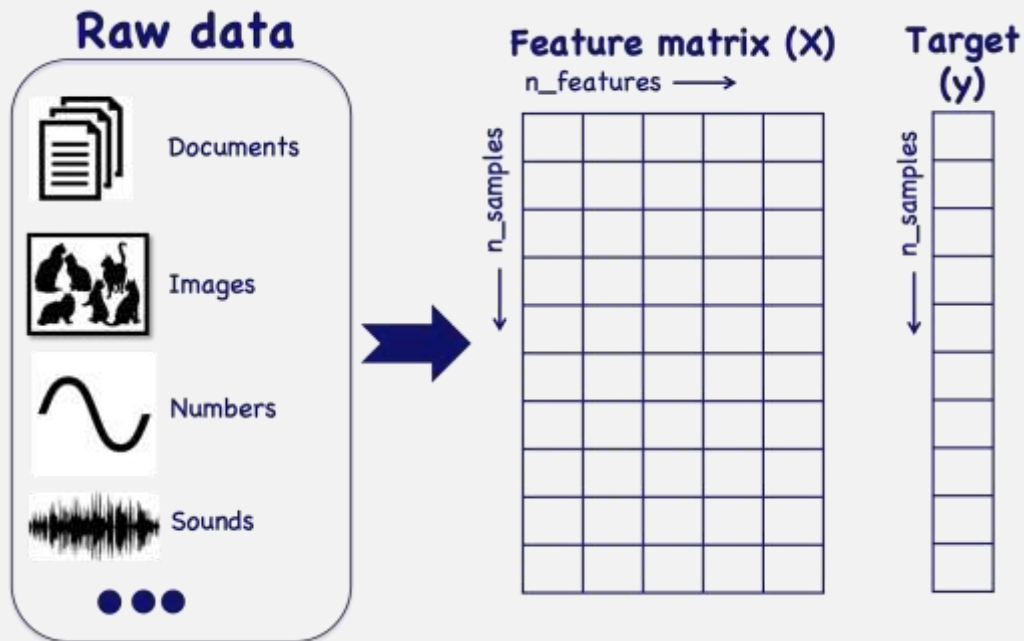 Raw data
Documents
Images
Numbers
Sounds
Feature matrix (X)
n_features
n_samples
Target
(y)
n_samples